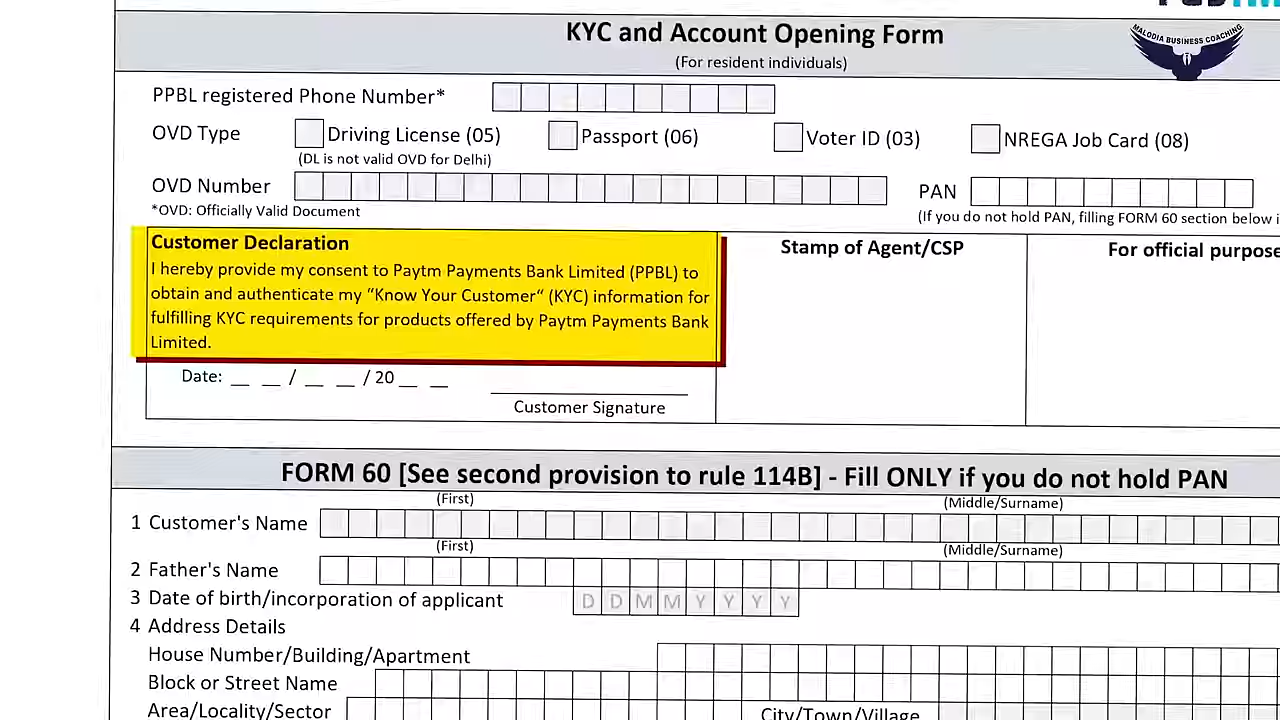 KYC and Account Opening Form
MALODIA BUSINESS COACHING
(For resident individuals)
PPBL registered Phone Number*
OVD Type Driving License (05) Passport (06) Voter ID (03) NREGA Job Card (08)
(DL is not valid OVD for Delhi)
OVD Number PAN
*OVD: Officially Valid Document (If you do not hold PAN, filling FORM 60 section below i
Customer Declaration Stamp of Agent/CSP For official purpose
I hereby provide my consent to Paytm Payments Bank Limited (PPBL) to
obtain and authenticate my “Know Your Customer“ (KYC) information for
fulfilling KYC requirements for products offered by Paytm Payments Bank
Limited.
Date: __ __ / __ __ / 20 __ __
Customer Signature
FORM 60 [See second provision to rule 114B] - Fill ONLY if you do not hold PAN
(First) (Middle/Surname)
1 Customer's Name
(First) (Middle/Surname)
2 Father's Name
3 Date of birth/incorporation of applicant D D M M Y Y Y Y
4 Address Details
House Number/Building/Apartment
Block or Street Name
Area/Locality/Sector City/Town/Village